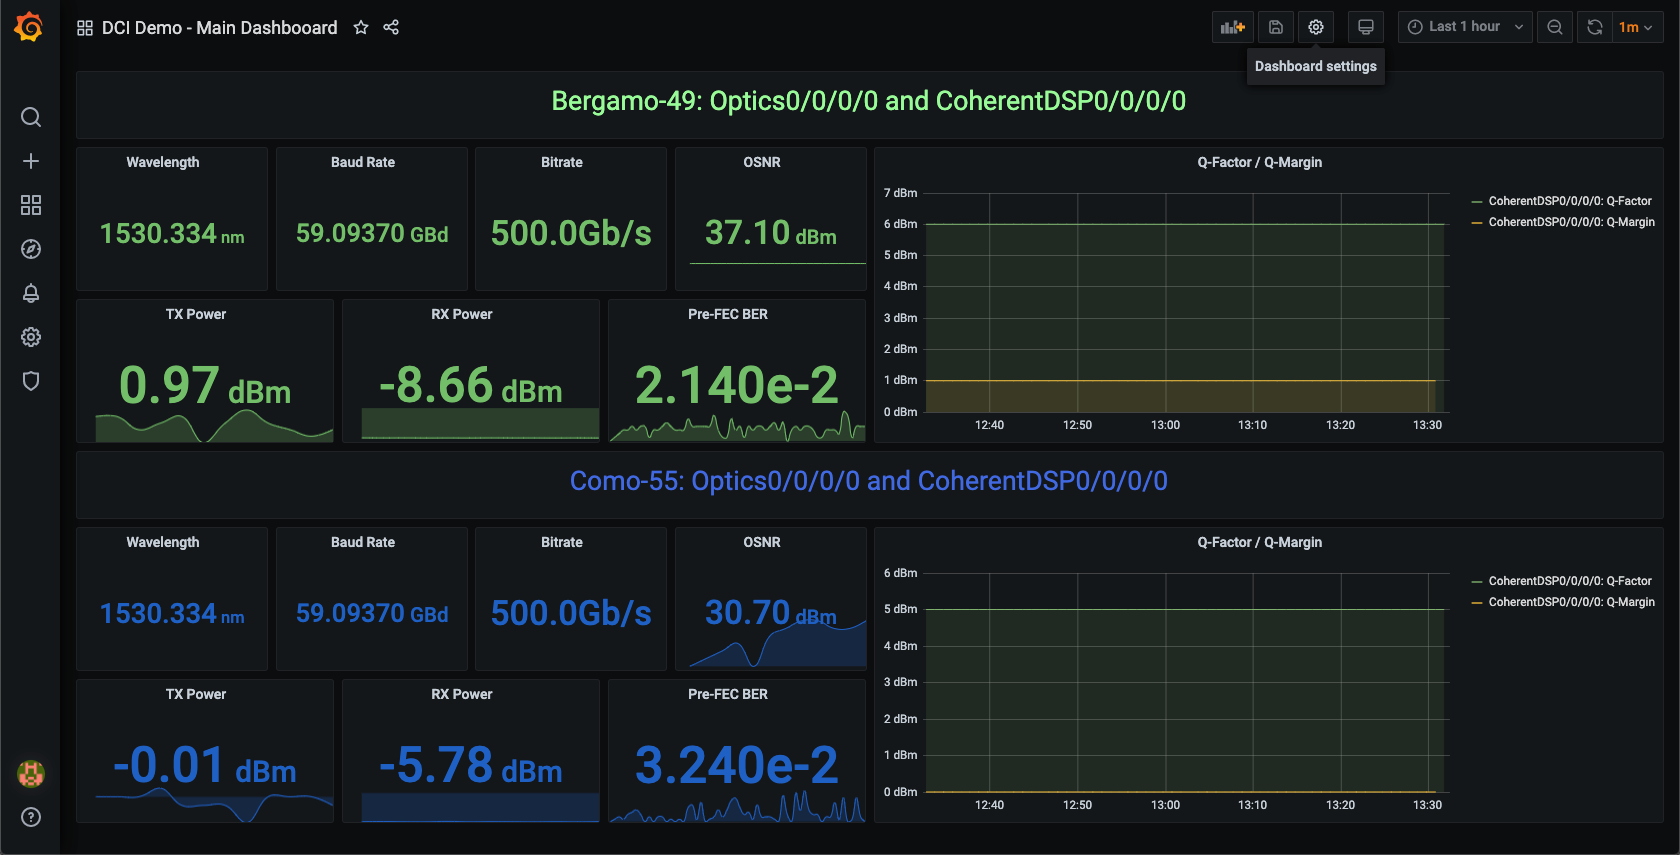 DCI Demo - Main Dashbooard
Last 1 hour
1m
Dashboard settings
Bergamo-49: Optics0/0/0/0 and CoherentDSP0/0/0/0
Wavelength
1530.334 nm
Baud Rate
59.09370 GBd
Bitrate
500.0Gb/s
OSNR
37.10 dBm
TX Power
0.97 dBm
RX Power
-8.66 dBm
Pre-FEC BER
2.140e-2
Q-Factor / Q-Margin
7 dBm
6 dBm
5 dBm
4 dBm
3 dBm
2 dBm
1 dBm
0 dBm
12:40 12:50 13:00 13:10 13:20 13:30
CoherentDSP0/0/0/0: Q-Factor
CoherentDSP0/0/0/0: Q-Margin
Como-55: Optics0/0/0/0 and CoherentDSP0/0/0/0
Wavelength
1530.334 nm
Baud Rate
59.09370 GBd
Bitrate
500.0Gb/s
OSNR
30.70 dBm
TX Power
-0.01 dBm
RX Power
-5.78 dBm
Pre-FEC BER
3.240e-2
Q-Factor / Q-Margin
6 dBm
5 dBm
4 dBm
3 dBm
2 dBm
1 dBm
0 dBm
12:40 12:50 13:00 13:10 13:20 13:30
CoherentDSP0/0/0/0: Q-Factor
CoherentDSP0/0/0/0: Q-Margin